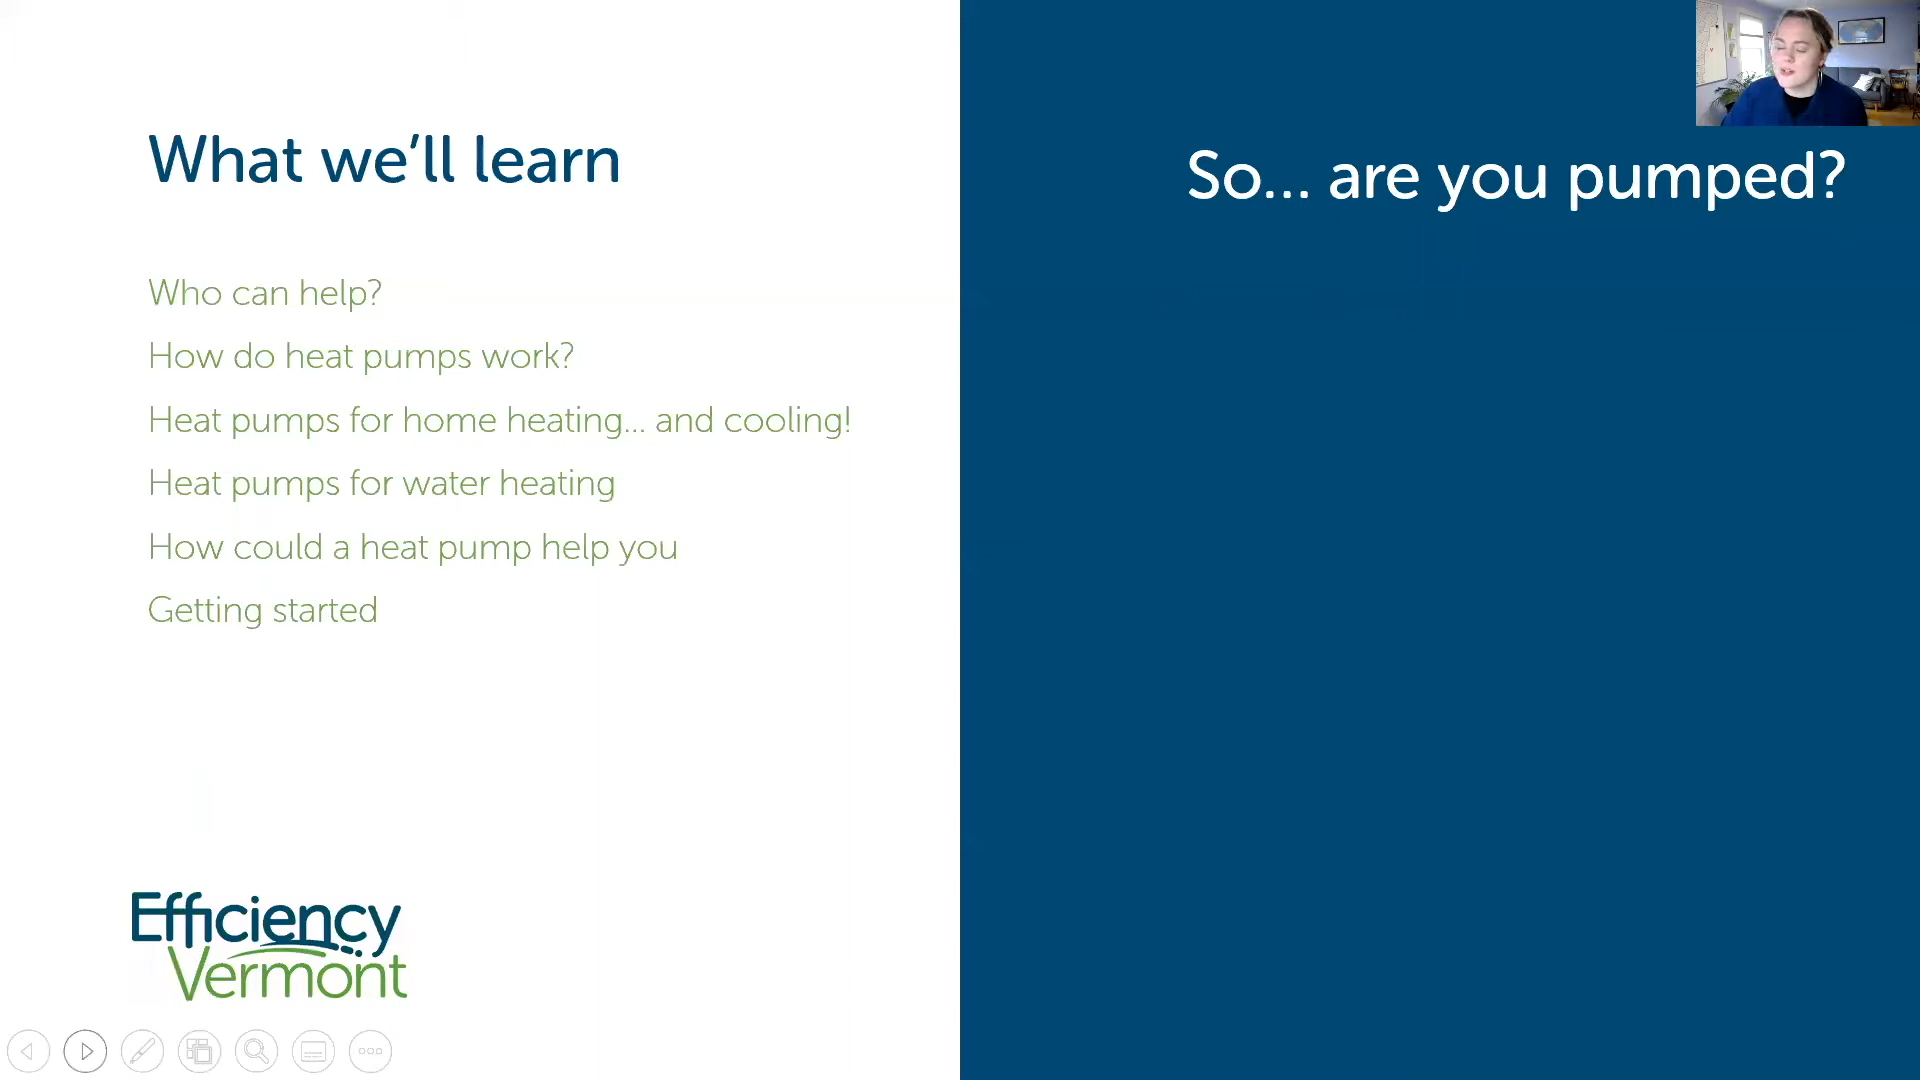 What we’ll learn
Who can help?
How do heat pumps work?
Heat pumps for home heating... and cooling!
Heat pumps for water heating
How could a heat pump help you
Getting started
Efficiency
Vermont
So... are you pumped?